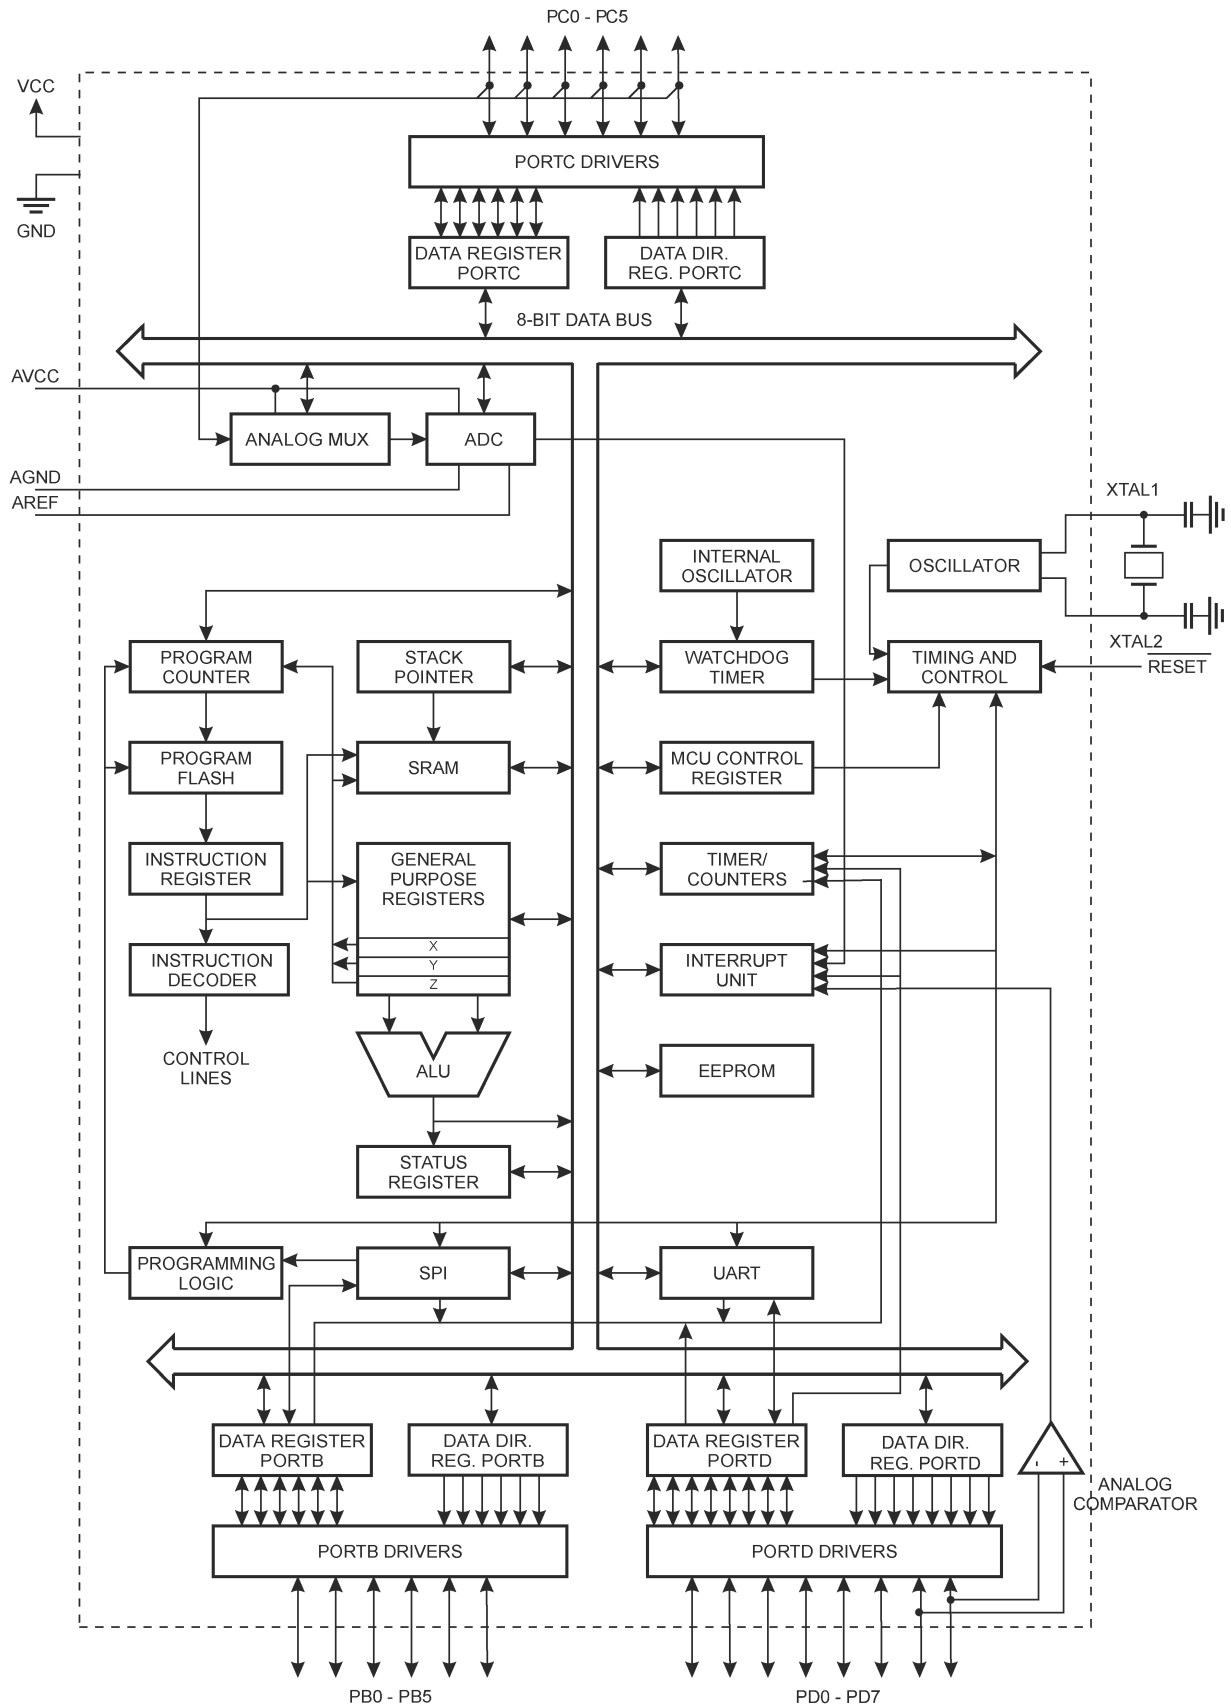 PC0 - PC5
VCC
GND
PORTC DRIVERS
DATA REGISTER
PORTC
DATA DIR.
REG. PORTC
8-BIT DATA BUS
AVCC
ANALOG MUX
ADC
AGND
AREF
XTAL1
INTERNAL
OSCILLATOR
OSCILLATOR
XTAL2
RESET
PROGRAM
COUNTER
STACK
POINTER
WATCHDOG
TIMER
TIMING AND
CONTROL
PROGRAM
FLASH
SRAM
MCU CONTROL
REGISTER
INSTRUCTION
REGISTER
GENERAL
PURPOSE
REGISTERS
X
Y
Z
TIMER/
COUNTERS
INSTRUCTION
DECODER
INTERRUPT
UNIT
CONTROL
LINES
ALU
EEPROM
STATUS
REGISTER
PROGRAMMING
LOGIC
SPI
UART
DATA REGISTER
PORTB
DATA DIR.
REG. PORTB
DATA REGISTER
PORTD
DATA DIR.
REG. PORTD
- +
ANALOG
COMPARATOR
PORTB DRIVERS
PORTD DRIVERS
PB0 - PB5
PD0 - PD7